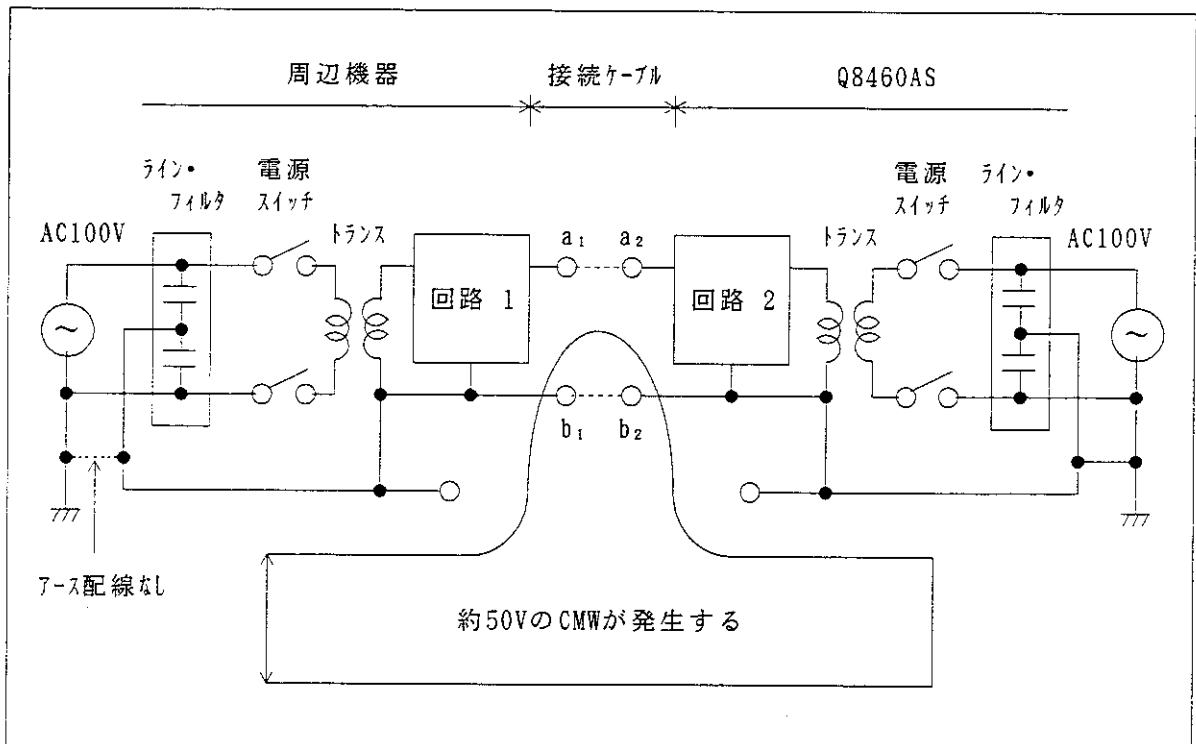 周辺機器
接続ケーブル
Q8460AS
ライン・
フィルタ
電源
スイッチ
電源
スイッチ
ライン・
フィルタ
AC100V
トランス
a₁
a₂
トランス
AC100V
回路 1
回路 2
~
~
b₁
b₂
アース配線なし
約50VのCMWが発生する